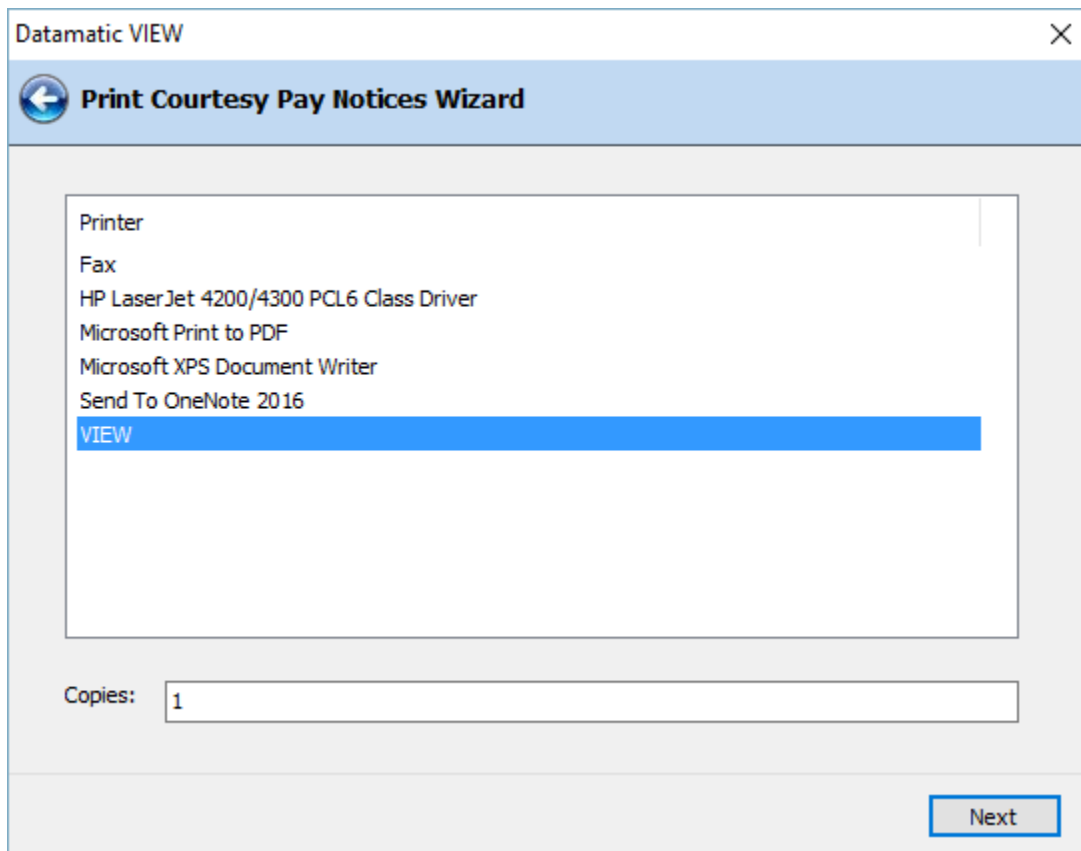 Datamatic VIEW
Print Courtesy Pay Notices Wizard
Printer
Fax
HP LaserJet 4200/4300 PCL6 Class Driver
Microsoft Print to PDF
Microsoft XPS Document Writer
Send To OneNote 2016
VIEW
Copies: 1
Next